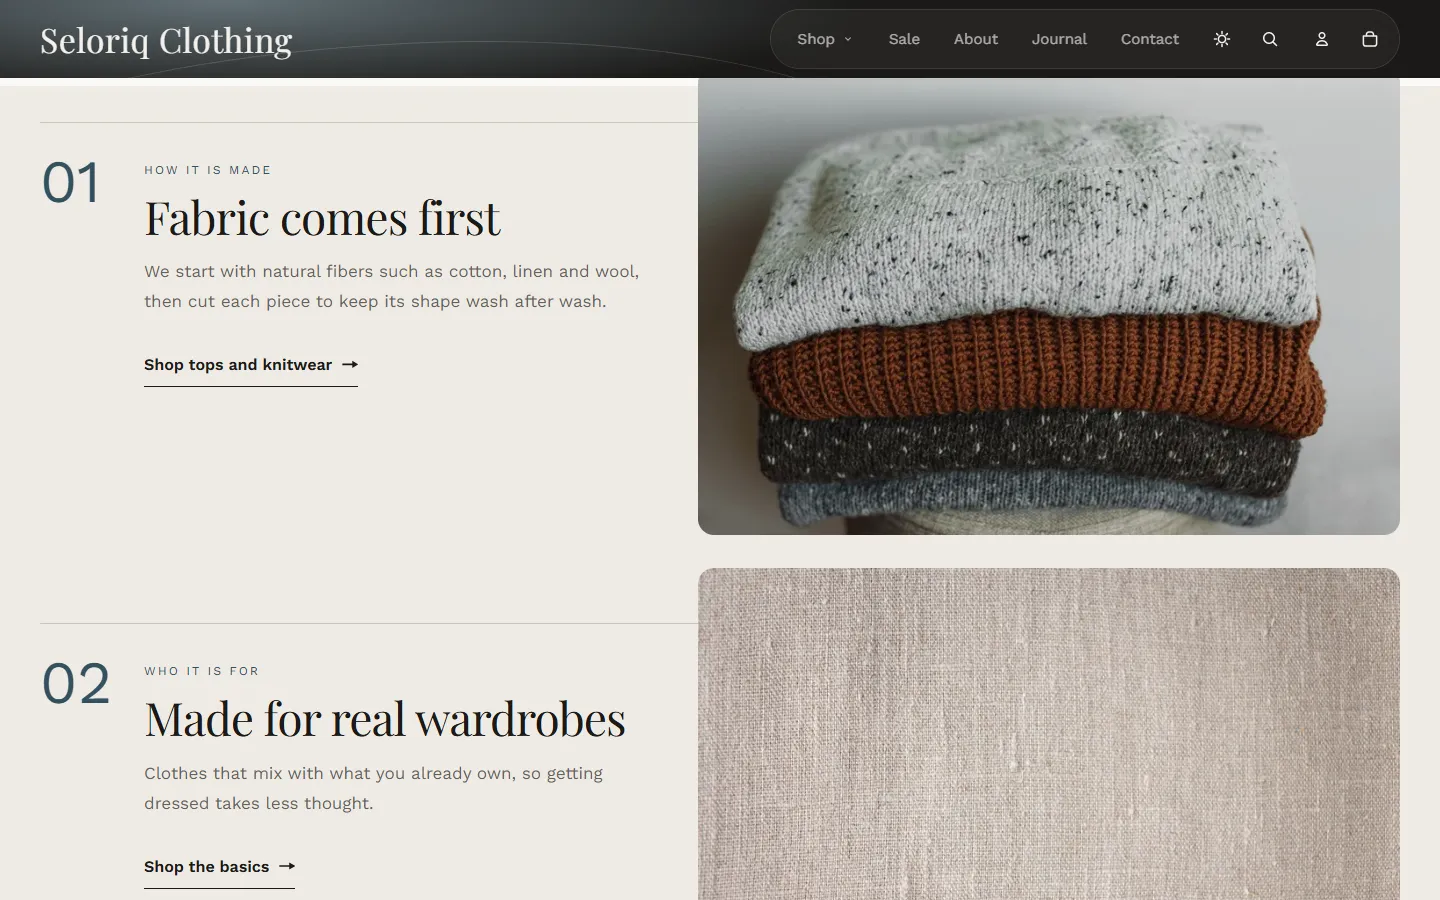 Seloriq Clothing
Shop
Sale
About
Journal
Contact
01
HOW IT IS MADE
Fabric comes first
We start with natural fibers such as cotton, linen and wool,
then cut each piece to keep its shape wash after wash.
Shop tops and knitwear →
02
WHO IT IS FOR
Made for real wardrobes
Clothes that mix with what you already own, so getting
dressed takes less thought.
Shop the basics →